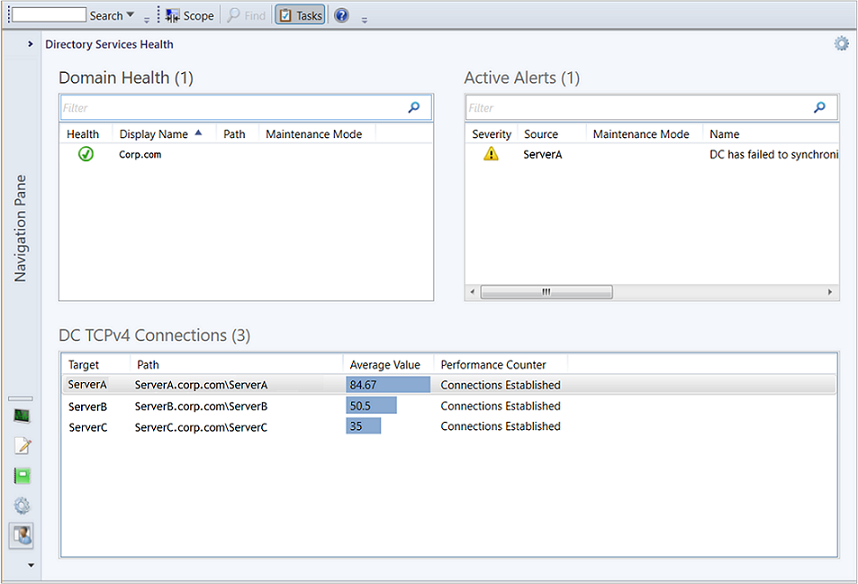 Search Scope Find Tasks
Directory Services Health
Navigation Pane
Domain Health (1)
Filter
Health Display Name Path Maintenance Mode
Corp.com
Active Alerts (1)
Filter
Severity Source Maintenance Mode Name
ServerA DC has failed to synchroni
DC TCPv4 Connections (3)
Target Path Average Value Performance Counter
ServerA ServerA.corp.com\ServerA 84.67 Connections Established
ServerB ServerB.corp.com\ServerB 50.5 Connections Established
ServerC ServerC.corp.com\ServerC 35 Connections Established